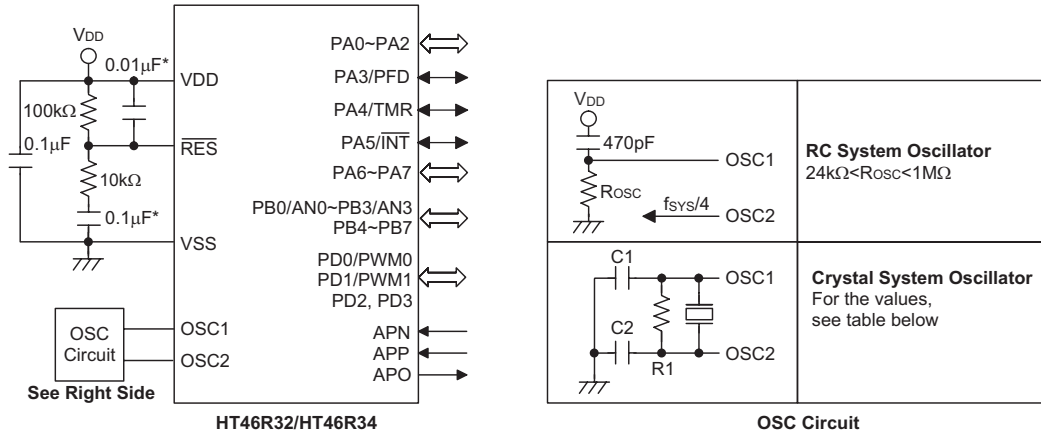 VDD
0.01μF*
VDD
100kΩ
0.1μF
RES
10kΩ
0.1μF*
VSS
OSC
Circuit
OSC1
OSC2
See Right Side
PA0~PA2
PA3/PFD
PA4/TMR
PA5/INT
PA6~PA7
PB0/AN0~PB3/AN3
PB4~PB7
PD0/PWM0
PD1/PWM1
PD2, PD3
APN
APP
APO
HT46R32/HT46R34
VDD
470pF
OSC1
ROSC
fSYS/4
OSC2
RC System Oscillator
24kΩ<ROSC<1MΩ
C1
OSC1
C2
OSC2
R1
Crystal System Oscillator
For the values,
see table below
OSC Circuit